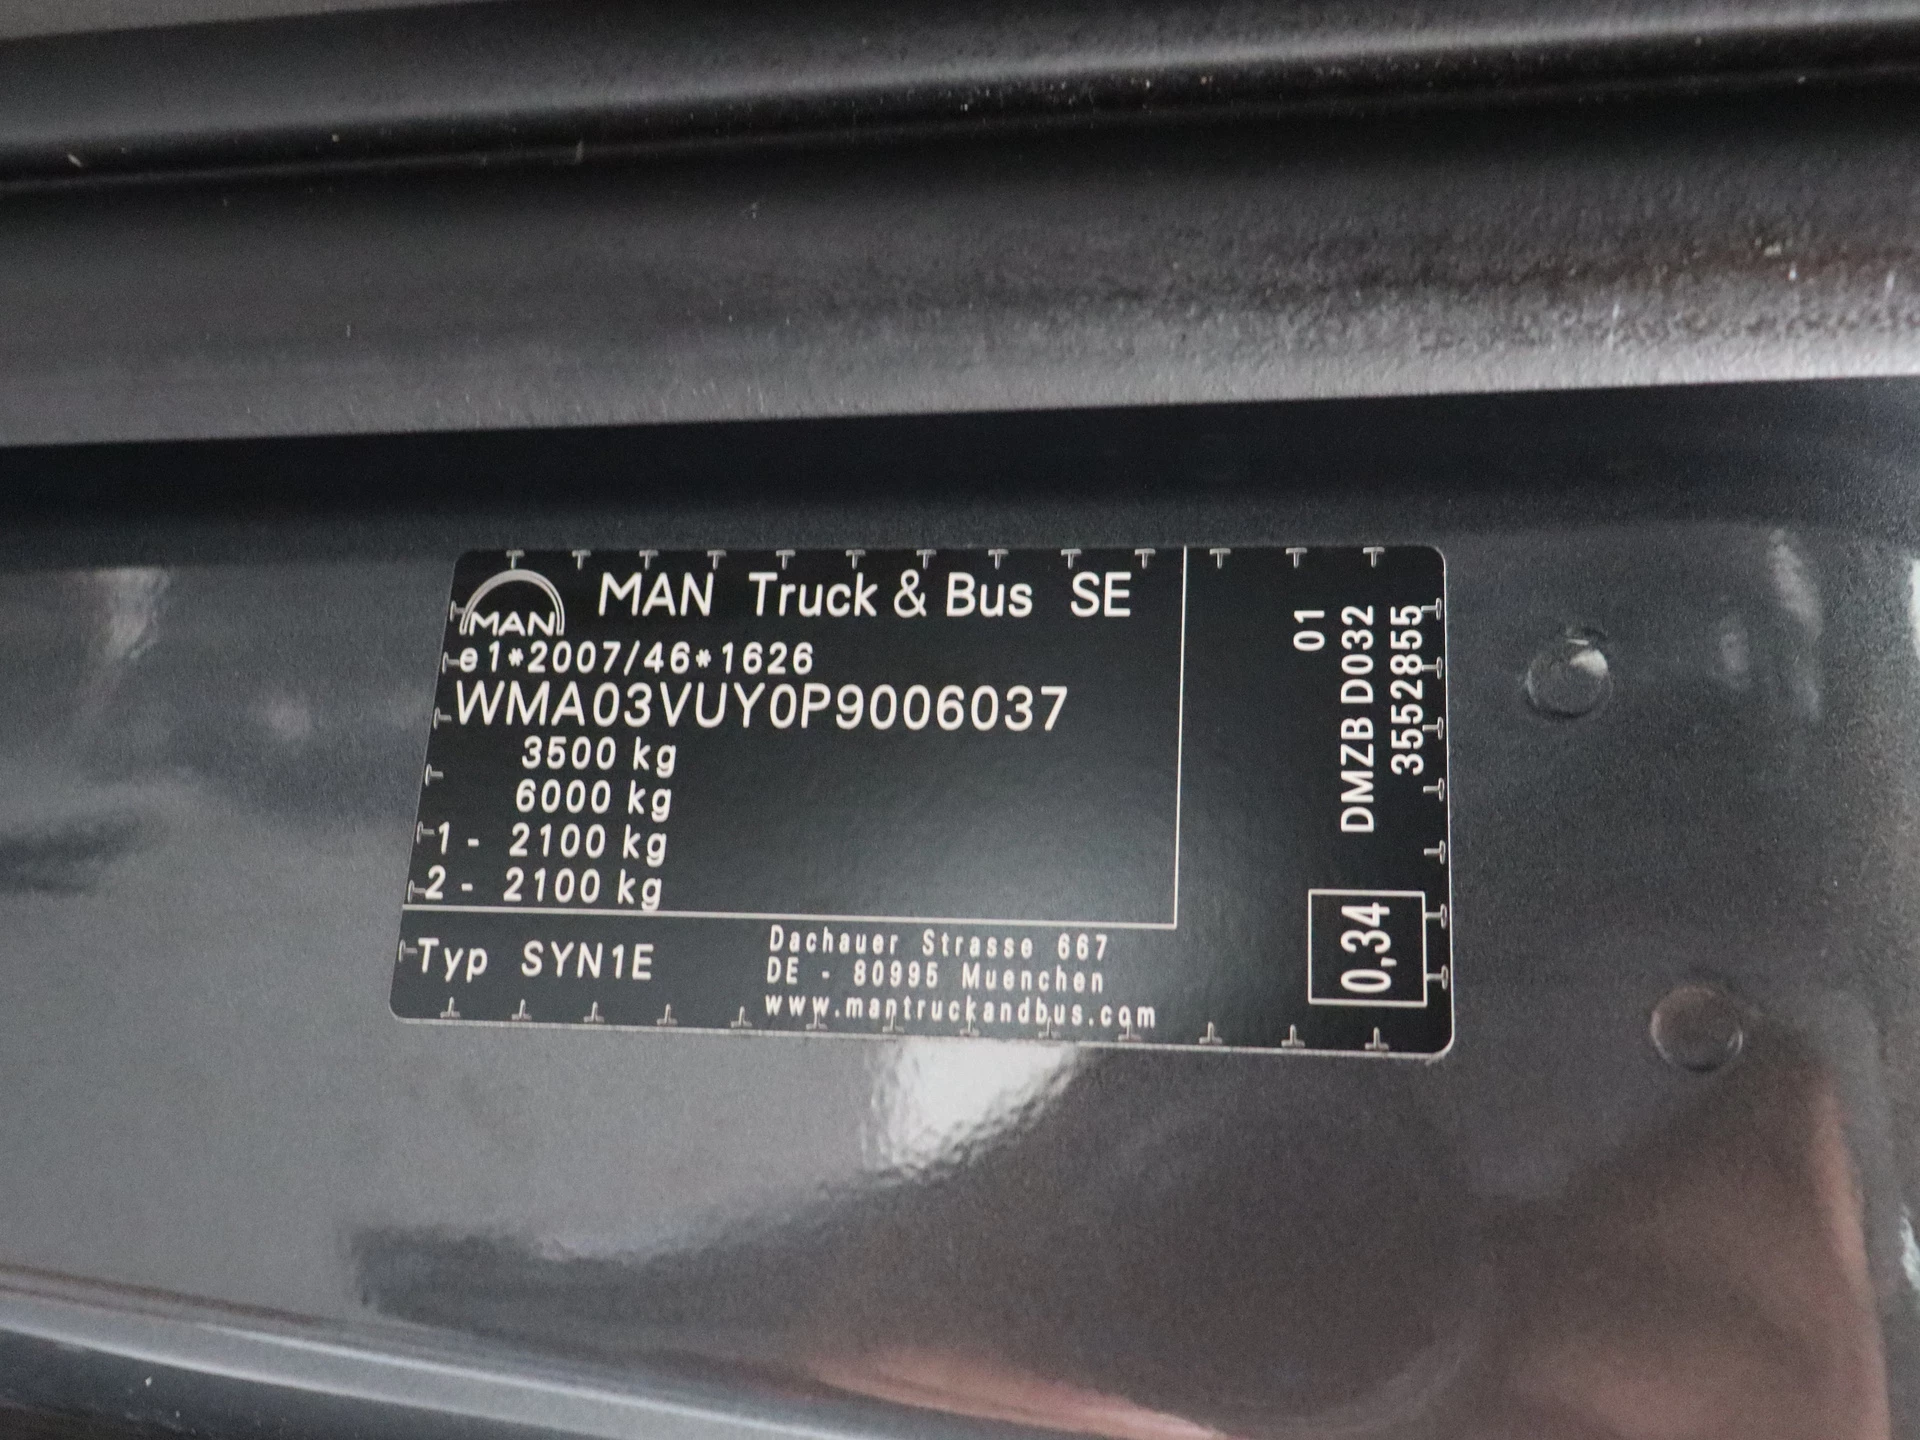 MAN
MAN Truck & Bus SE
e1*2007/46*1626
WMA03VUY0P9006037
3500 kg
6000 kg
1 - 2100 kg
2 - 2100 kg
Typ SYN1E
Dachauer Strasse 667
DE - 80995 Muenchen
www.mantruckandbus.com
01
DMZB D032
3552855
0,34